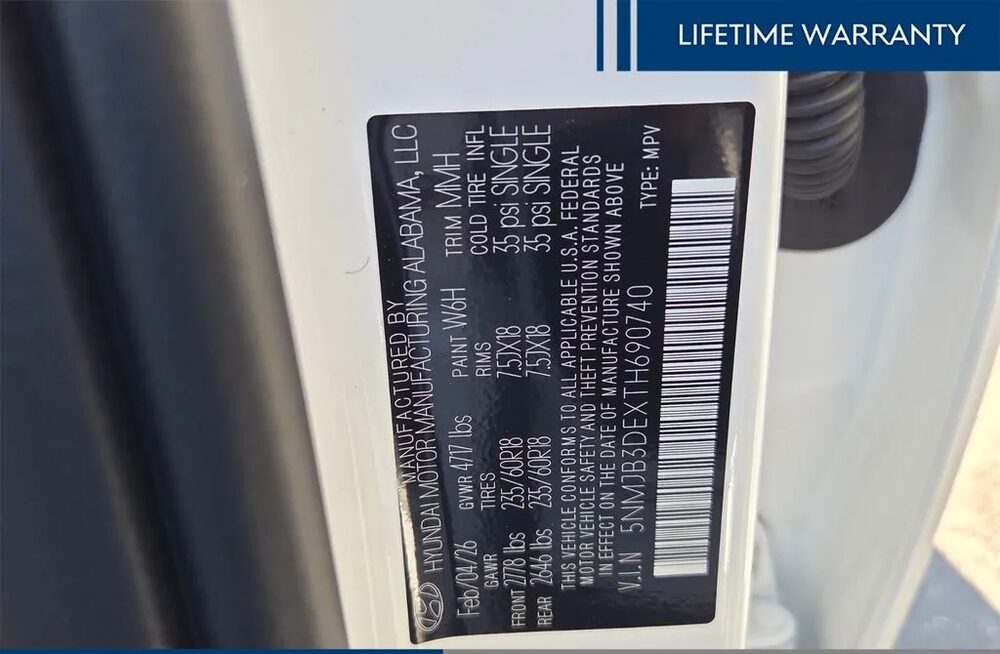 LIFETIME WARRANTY
MANUFACTURED BY
HYUNDAI MOTOR MANUFACTURING ALABAMA, LLC
Feb/04/26 GVWR 4717 lbs PAINT W6H TRIM MMH
GAWR TIRES RIMS COLD TIRE INFL
FRONT 2778 lbs 235/60R18 7.5JX18 35 psi SINGLE
REAR 2646 lbs 235/60R18 7.5JX18 35 psi SINGLE
THIS VEHICLE CONFORMS TO ALL APPLICABLE U.S.A. FEDERAL
MOTOR VEHICLE SAFETY AND THEFT PREVENTION STANDARDS
IN EFFECT ON THE DATE OF MANUFACTURE SHOWN ABOVE
V.I.N 5NMJB3DEXTH690740 TYPE: MPV